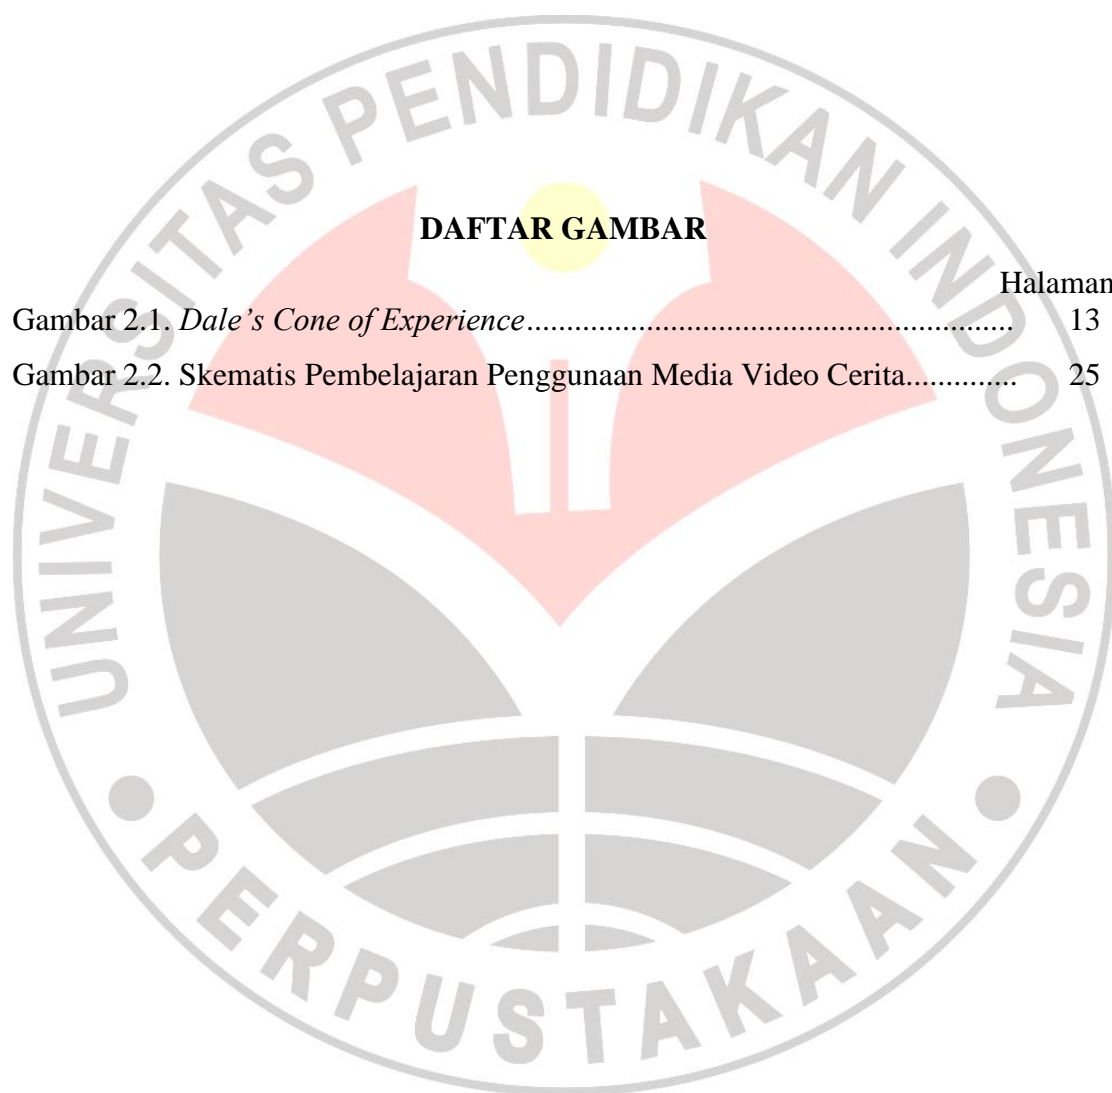 UNIVERSITAS PENDIDIKAN INDONESIA
DAFTAR GAMBAR
Halaman
Gambar 2.1. Dale’s Cone of Experience............................................................. 13
Gambar 2.2. Skematis Pembelajaran Penggunaan Media Video Cerita.............. 25
PERPUSTAKAAN